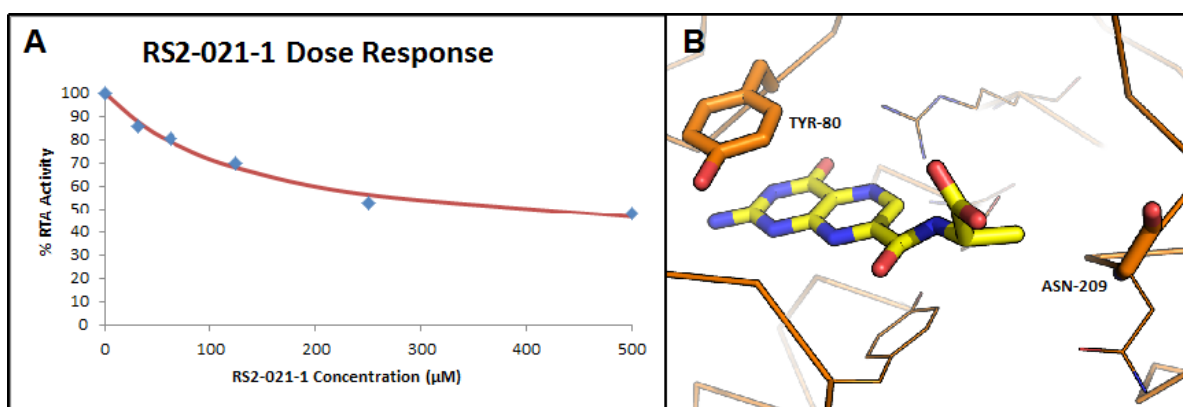 A
RS2-021-1 Dose Response
% RTA Activity
100
90
80
70
60
50
40
30
20
10
0
0
100
200
300
400
500
RS2-021-1 Concentration (µM)
B
TYR-80
ASN-209